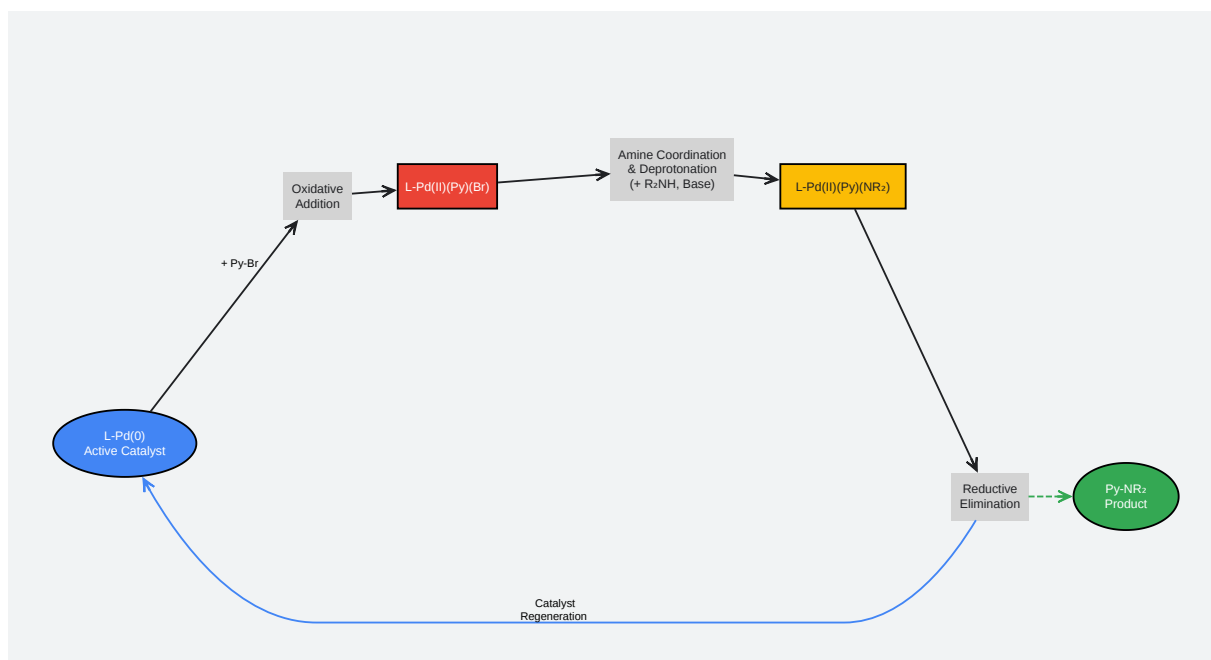 Amine Coordination
& Deprotonation
(+ R₂NH, Base)
Oxidative
Addition
L-Pd(II)(Py)(Br)
L-Pd(II)(Py)(NR₂)
+ Py-Br
L-Pd(0)
Active Catalyst
Reductive
Elimination
Py-NR₂
Product
Catalyst
Regeneration